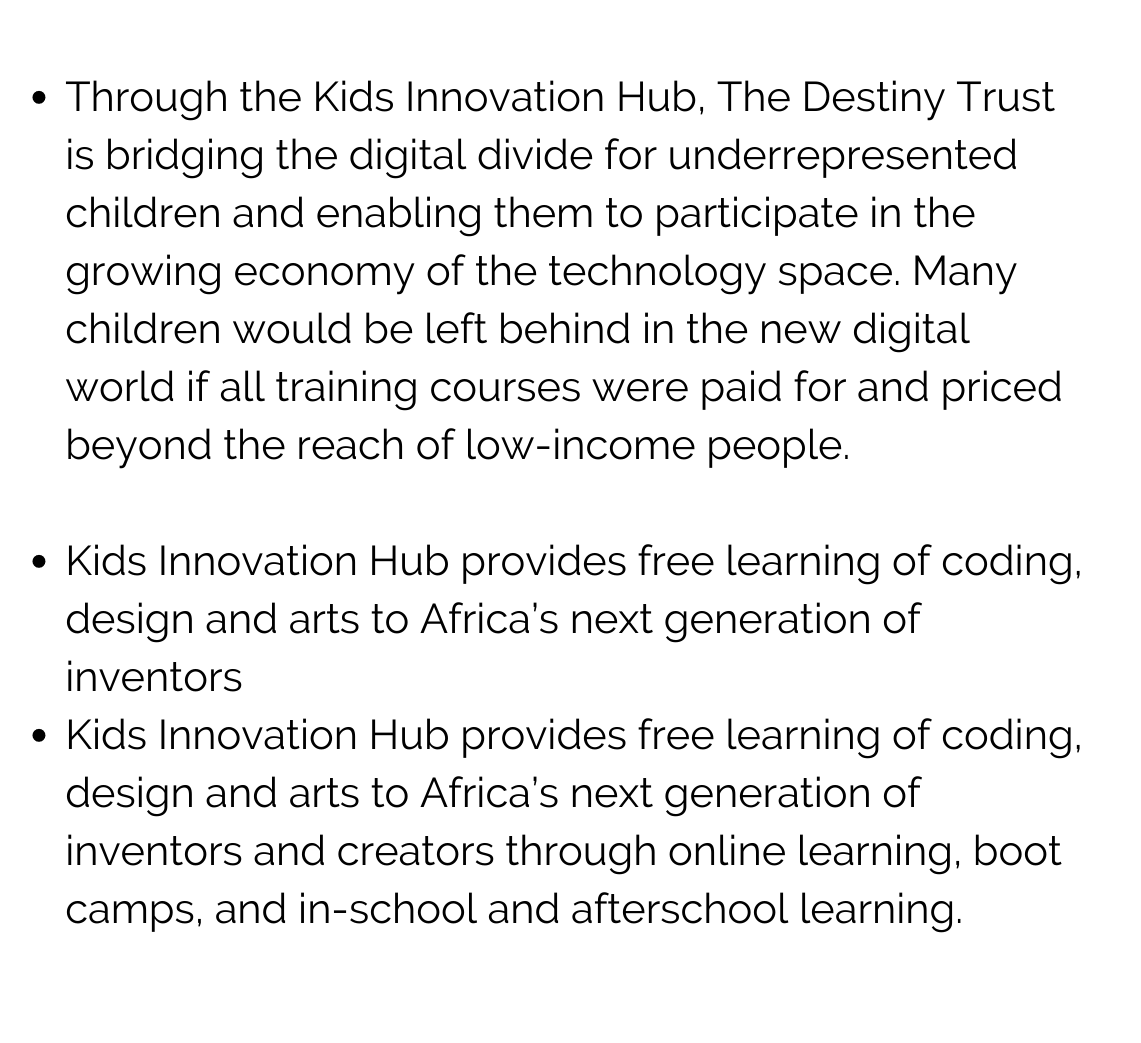 • Through the Kids Innovation Hub, The Destiny Trust
is bridging the digital divide for underrepresented
children and enabling them to participate in the
growing economy of the technology space. Many
children would be left behind in the new digital
world if all training courses were paid for and priced
beyond the reach of low-income people.
• Kids Innovation Hub provides free learning of coding,
design and arts to Africa’s next generation of
inventors
• Kids Innovation Hub provides free learning of coding,
design and arts to Africa’s next generation of
inventors and creators through online learning, boot
camps, and in-school and afterschool learning.